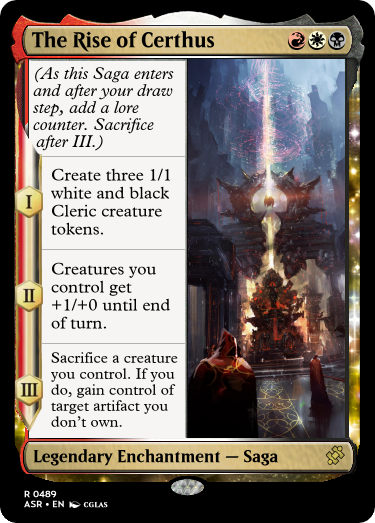 The Rise of Certhus
(As this Saga enters
and after your draw
step, add a lore
counter. Sacrifice
after III.)
I
Create three 1/1
white and black
Cleric creature
tokens.
II
Creatures you
control get
+1/+0 until end
of turn.
III
Sacrifice a creature
you control. If you
do, gain control of
target artifact you
don't own.
Legendary Enchantment — Saga
R 0489
ASR • EN CGLAS